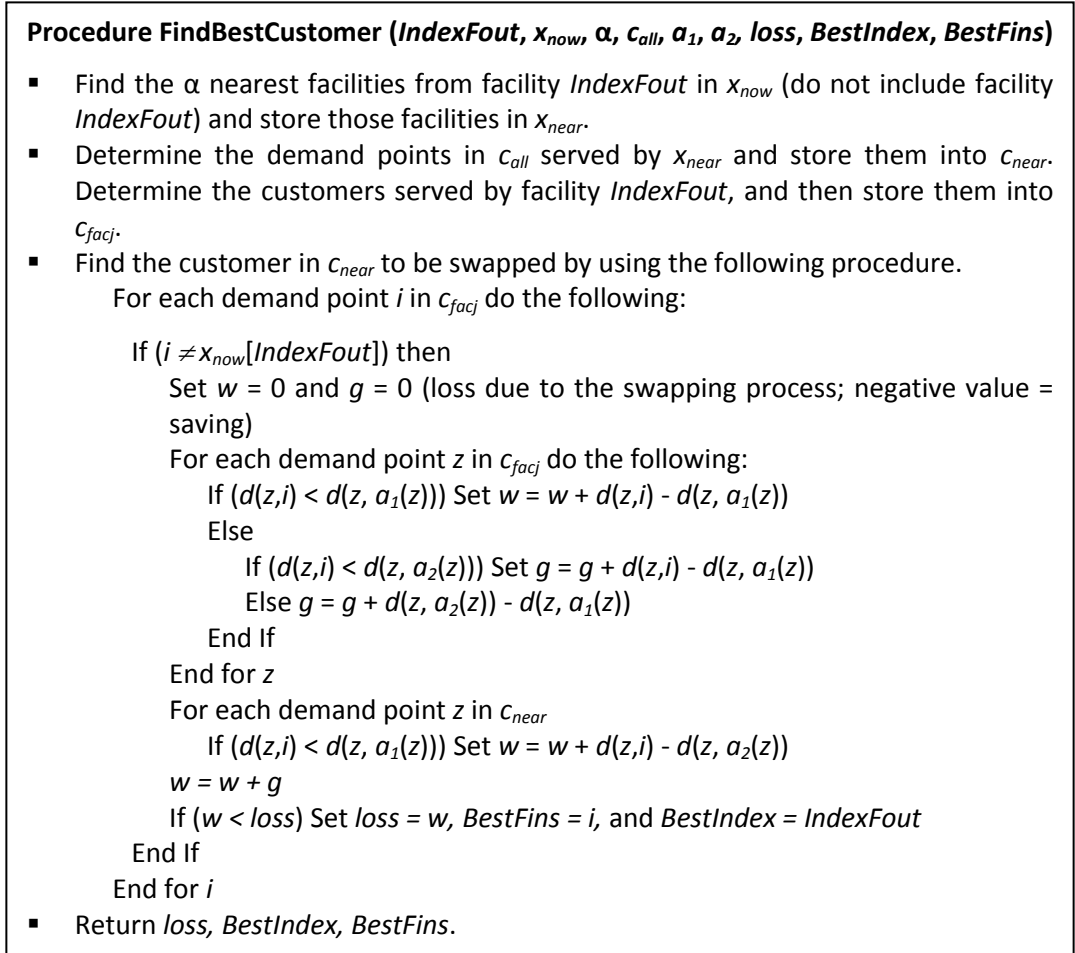 Procedure FindBestCustomer (IndexFout, xnow, α, call, a1, a2, loss, BestIndex, BestFins)
▪ Find the α nearest facilities from facility IndexFout in xnow (do not include facility
IndexFout) and store those facilities in xnear.
▪ Determine the demand points in call served by xnear and store them into cnear.
Determine the customers served by facility IndexFout, and then store them into
cfacj.
▪ Find the customer in cnear to be swapped by using the following procedure.
For each demand point i in cfacj do the following:
If (i ≠ xnow[IndexFout]) then
Set w = 0 and g = 0 (loss due to the swapping process; negative value =
saving)
For each demand point z in cfacj do the following:
If (d(z,i) < d(z, a1(z))) Set w = w + d(z,i) - d(z, a1(z))
Else
If (d(z,i) < d(z, a2(z))) Set g = g + d(z,i) - d(z, a1(z))
Else g = g + d(z, a2(z)) - d(z, a1(z))
End If
End for z
For each demand point z in cnear
If (d(z,i) < d(z, a1(z))) Set w = w + d(z,i) - d(z, a2(z))
w = w + g
If (w < loss) Set loss = w, BestFins = i, and BestIndex = IndexFout
End If
End for i
▪ Return loss, BestIndex, BestFins.